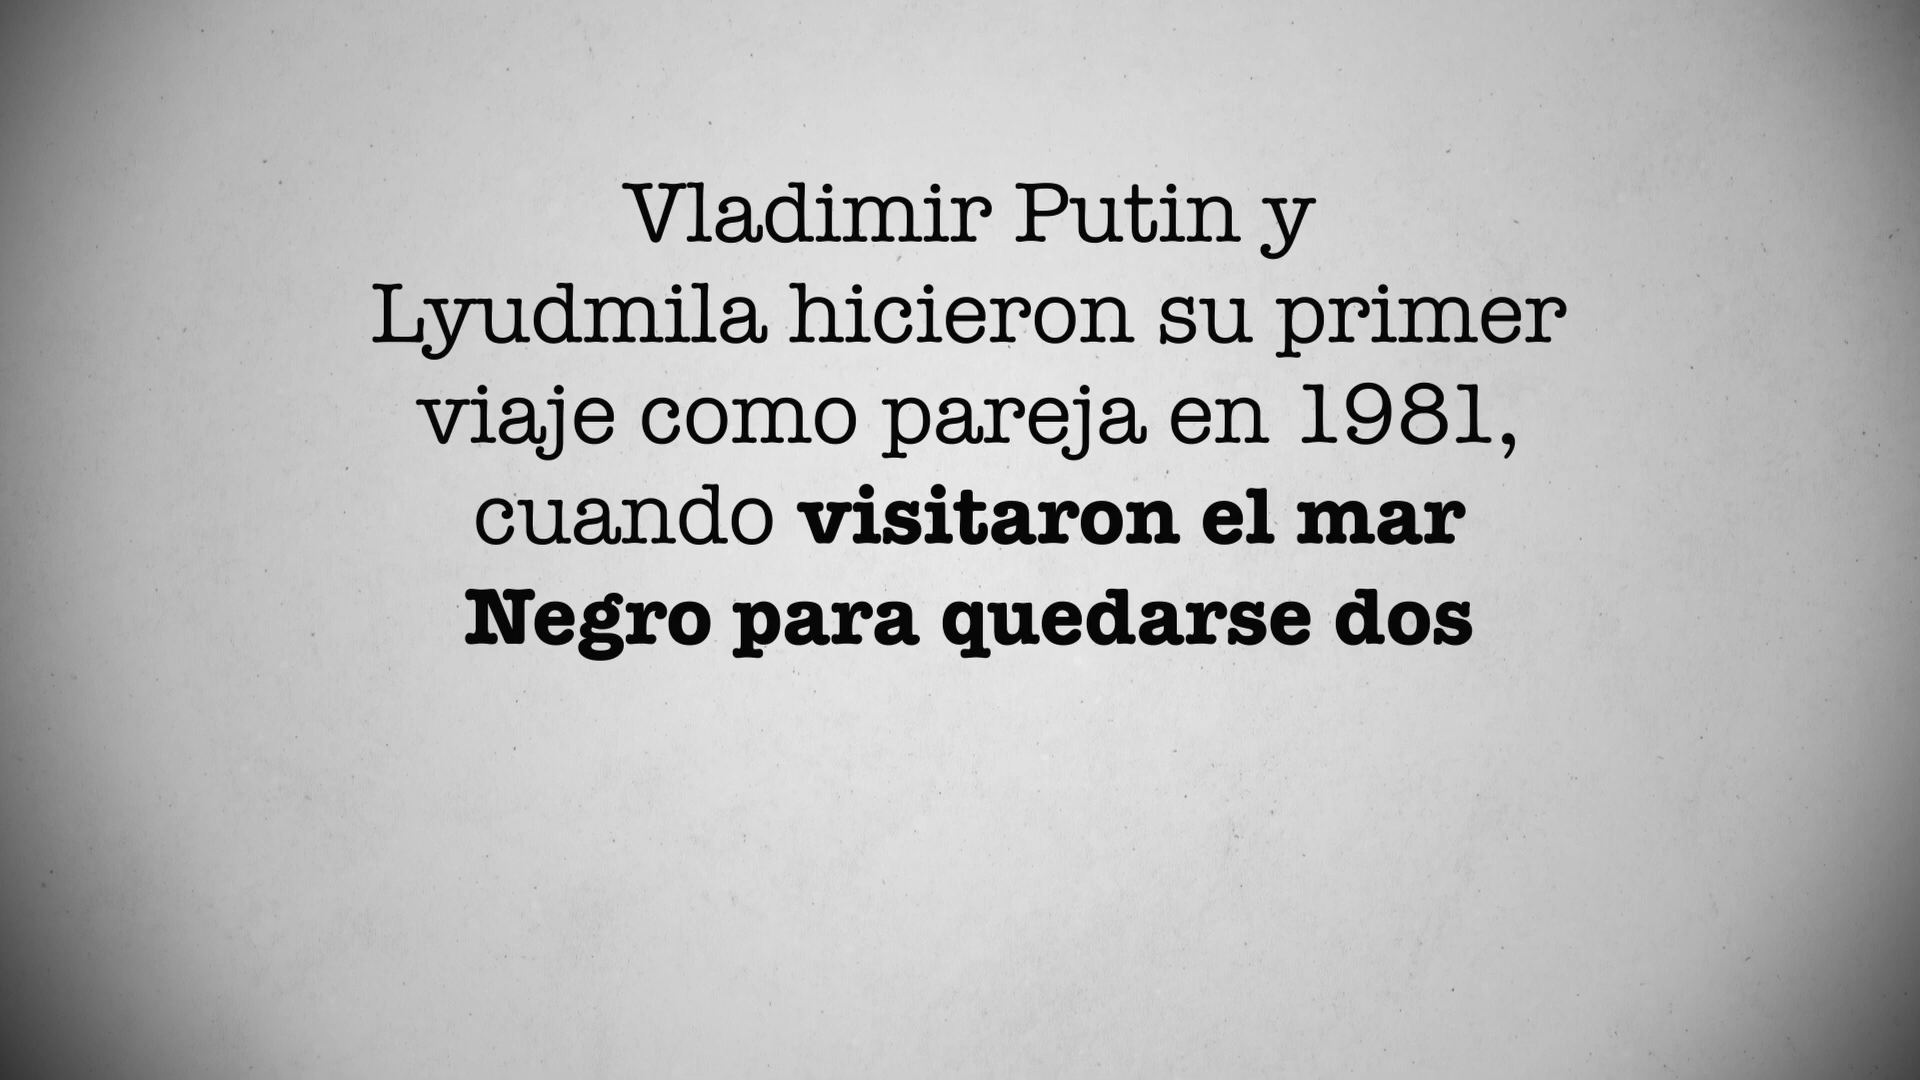 Vladimir Putin y
Lyudmila hicieron su primer
viaje como pareja en 1981,
cuando visitaron el mar
Negro para quedarse dos